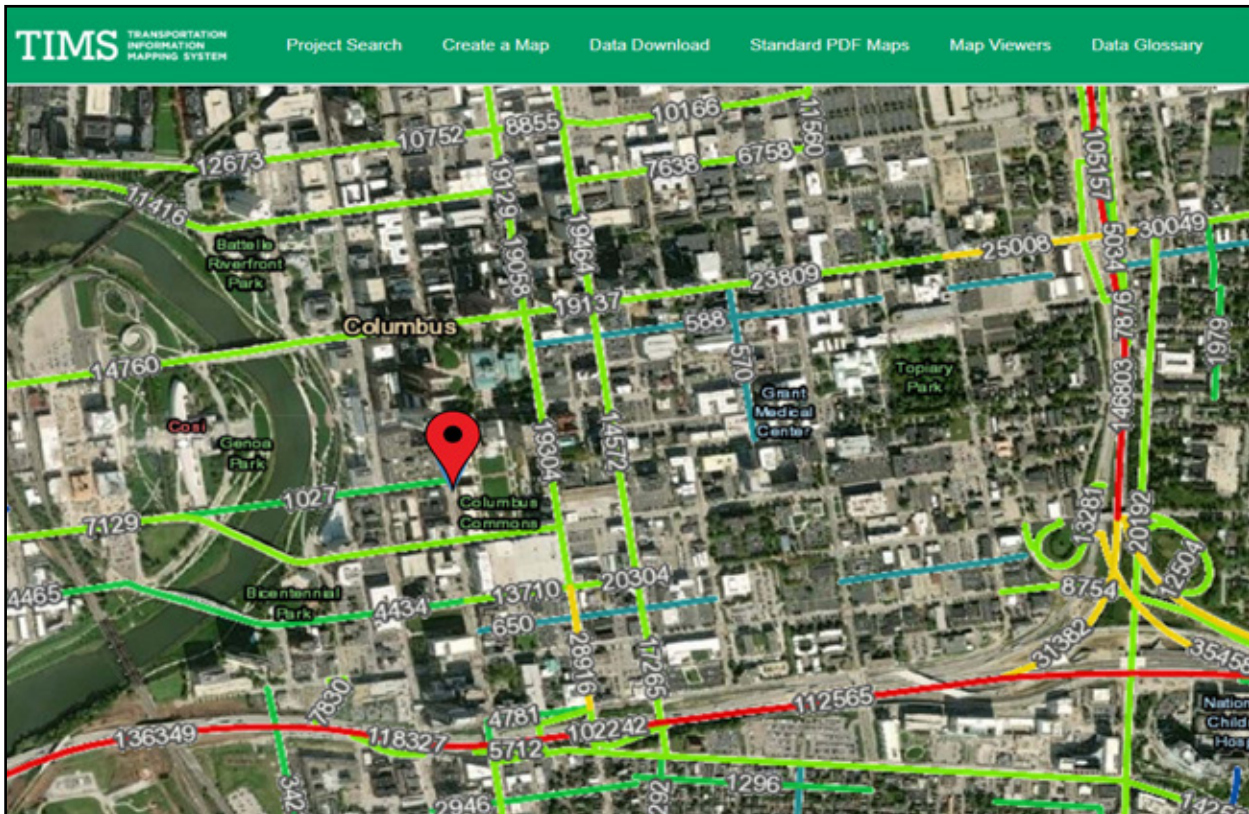 TIMS
TRANSPORTATION
INFORMATION
MAPPING SYSTEM
Project Search
Create a Map
Data Download
Standard PDF Maps
Map Viewers
Data Glossary
12673
10752
8855
10166
11560
7638
6758
11416
19129
19058
19464
105157
5034
25008
30049
Battelle
Riverfront
Park
Columbus
19137
23809
588
570
7876
1979
14760
Topiary
Park
146803
Grant
Medical
Center
Cosi
Genoa
Park
19304
14572
1027
Columbus
Commons
7129
13281
20192
12504
4465
Bicentennial
Park
4434
13710
20304
8754
650
28916
17265
31382
35458
7830
4781
112565
136349
118327
5712
102242
342
2946
1296